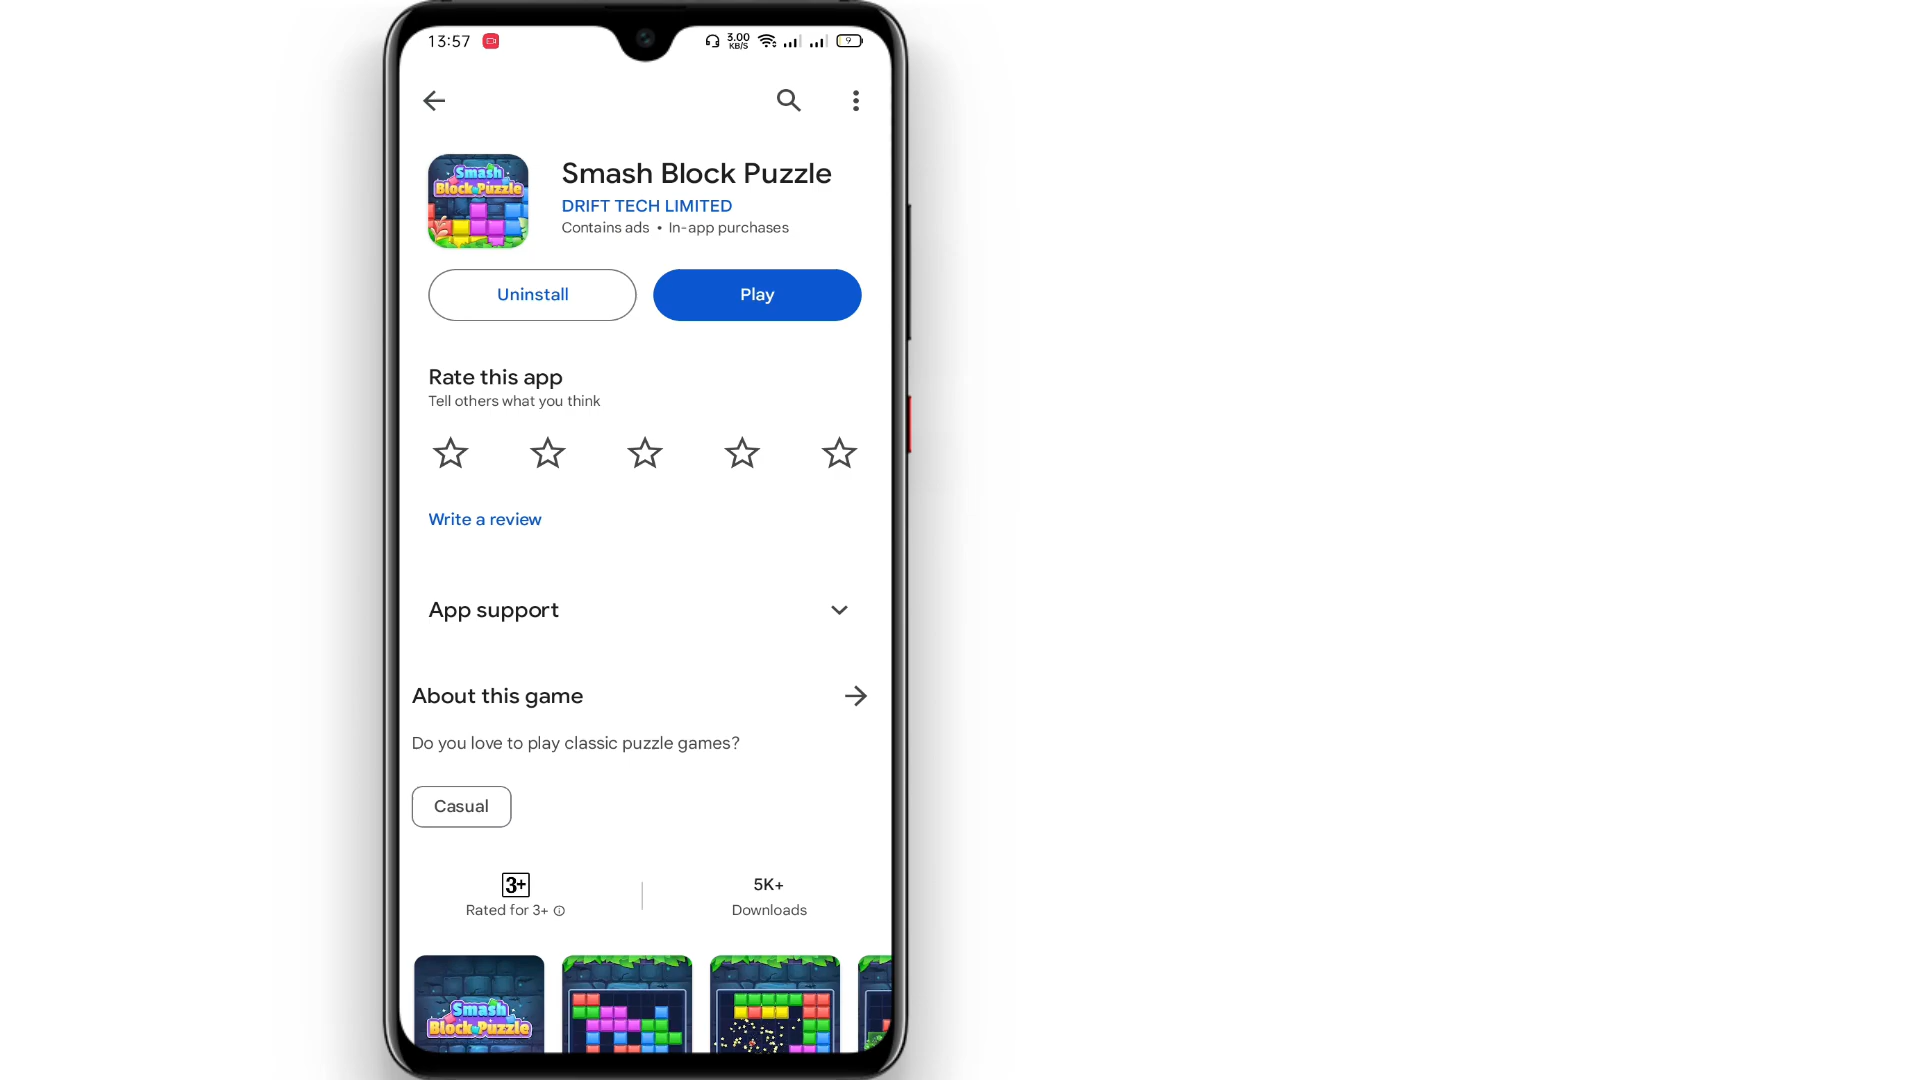 13:57
3.00
KB/S
9
Smash
Block Puzzle
Smash Block Puzzle
DRIFT TECH LIMITED
Contains ads • In-app purchases
Uninstall
Play
Rate this app
Tell others what you think
Write a review
App support
About this game
Do you love to play classic puzzle games?
Casual
3+
5K+
Rated for 3+
Downloads
Smash
Block Puzzle